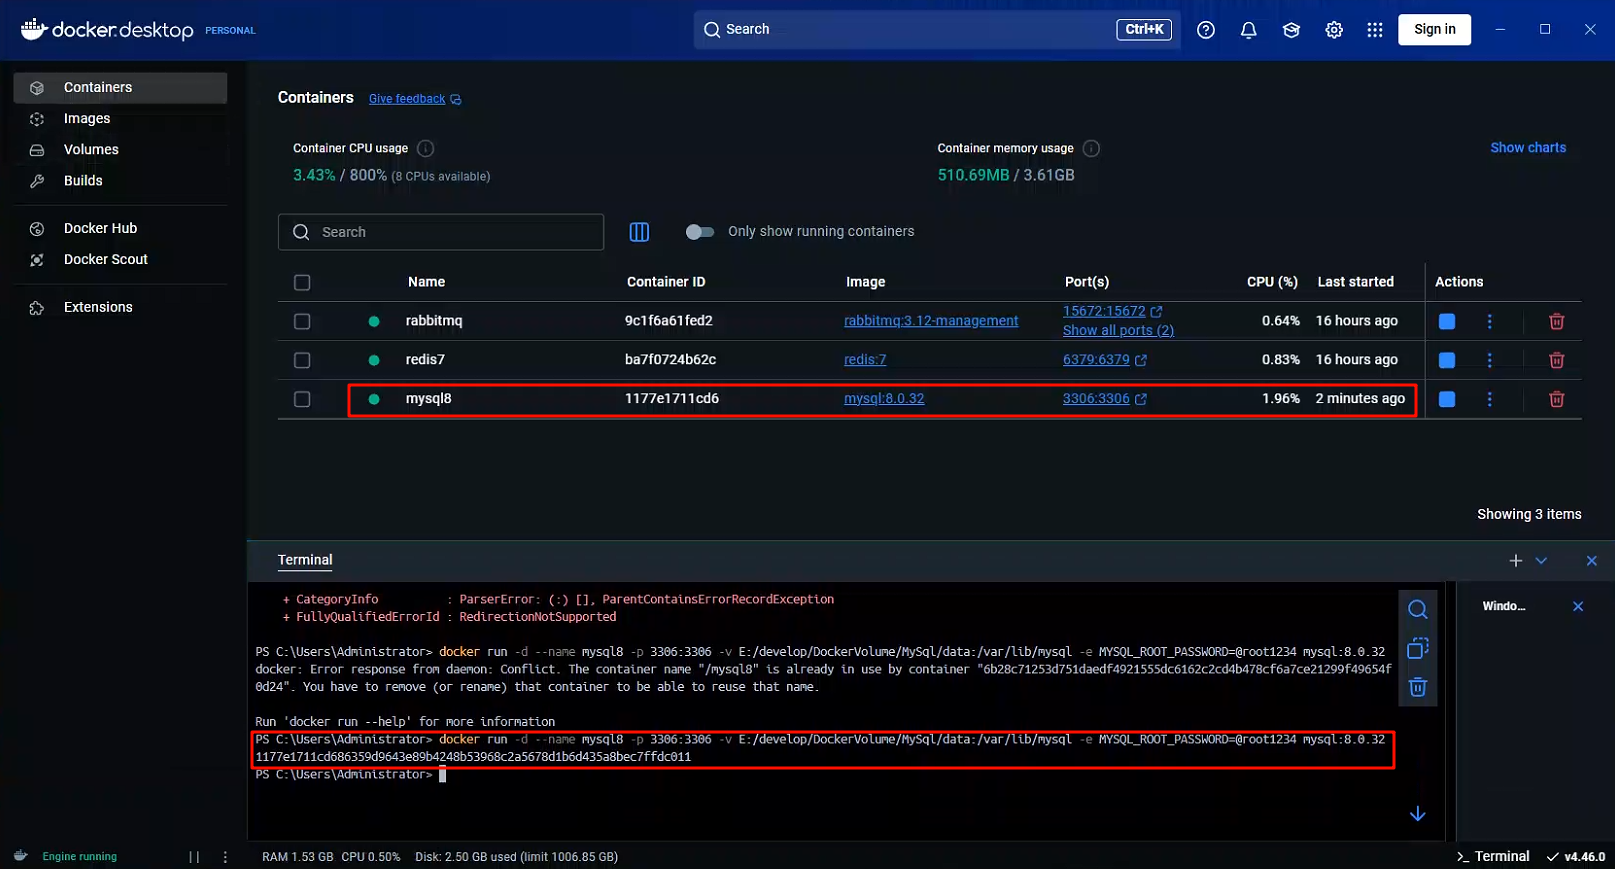 docker.desktop PERSONAL
Search Ctrl+K
Sign in
Containers
Images
Volumes
Builds
Docker Hub
Docker Scout
Extensions
Containers Give feedback
Container CPU usage
3.43% / 800% (8 CPUs available)
Container memory usage
510.69MB / 3.61GB
Show charts
Search
Only show running containers
Name Container ID Image Port(s) CPU (%) Last started Actions
rabbitmq 9c1f6a61fed2 rabbitmq:3.12-management 15672:15672 0.64% 16 hours ago
Show all ports (2)
redis7 ba7f0724b62c redis:7 6379:6379 0.83% 16 hours ago
mysql8 1177e1711cd6 mysql:8.0.32 3306:3306 1.96% 2 minutes ago
Showing 3 items
Terminal
+ CategoryInfo : ParserError: (:) [], ParentContainsErrorRecordException
+ FullyQualifiedErrorId : RedirectionNotSupported
PS C:\Users\Administrator> docker run -d --name mysql8 -p 3306:3306 -v E:/develop/DockerVolume/MySql/data:/var/lib/mysql -e MYSQL_ROOT_PASSWORD=@root1234 mysql:8.0.32
docker: Error response from daemon: Conflict. The container name "/mysql8" is already in use by container "6b28c71253d751daedf4921555dc6162c2cd4b478cf6a7ce21299f49654f
0d24". You have to remove (or rename) that container to be able to reuse that name.
Run 'docker run --help' for more information
PS C:\Users\Administrator> docker run -d --name mysql8 -p 3306:3306 -v E:/develop/DockerVolume/MySql/data:/var/lib/mysql -e MYSQL_ROOT_PASSWORD=@root1234 mysql:8.0.32
1177e1711cd686359d9643e89b4248b53968c2a5678d1b6d435a8bec7ffdc011
PS C:\Users\Administrator>
Windo...
Engine running
RAM 1.53 GB CPU 0.50% Disk: 2.50 GB used (limit 1006.85 GB)
>_ Terminal
v4.46.0